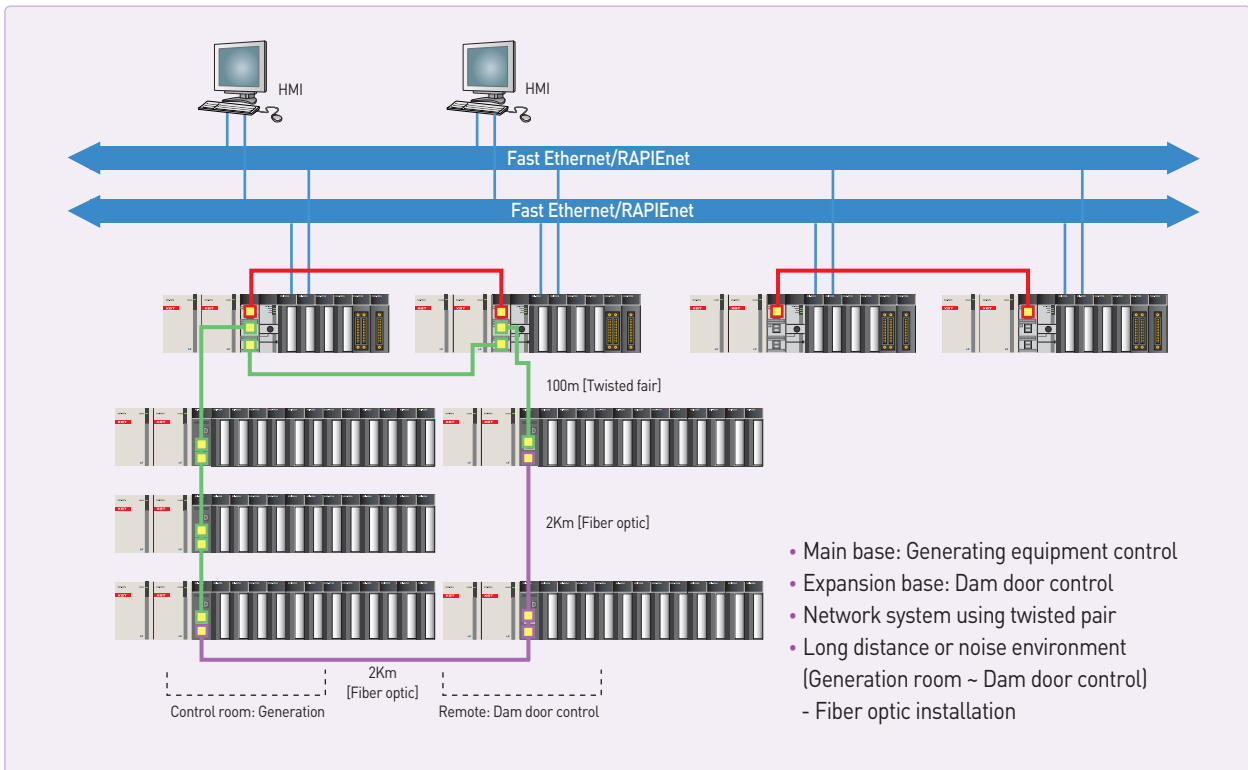 HMI
HMI
Fast Ethernet/RAPIEnet
Fast Ethernet/RAPIEnet
100m [Twisted fair]
2Km [Fiber optic]
2Km
[Fiber optic]
Control room: Generation
Remote: Dam door control
• Main base: Generating equipment control
• Expansion base: Dam door control
• Network system using twisted pair
• Long distance or noise environment
(Generation room ~ Dam door control)
- Fiber optic installation